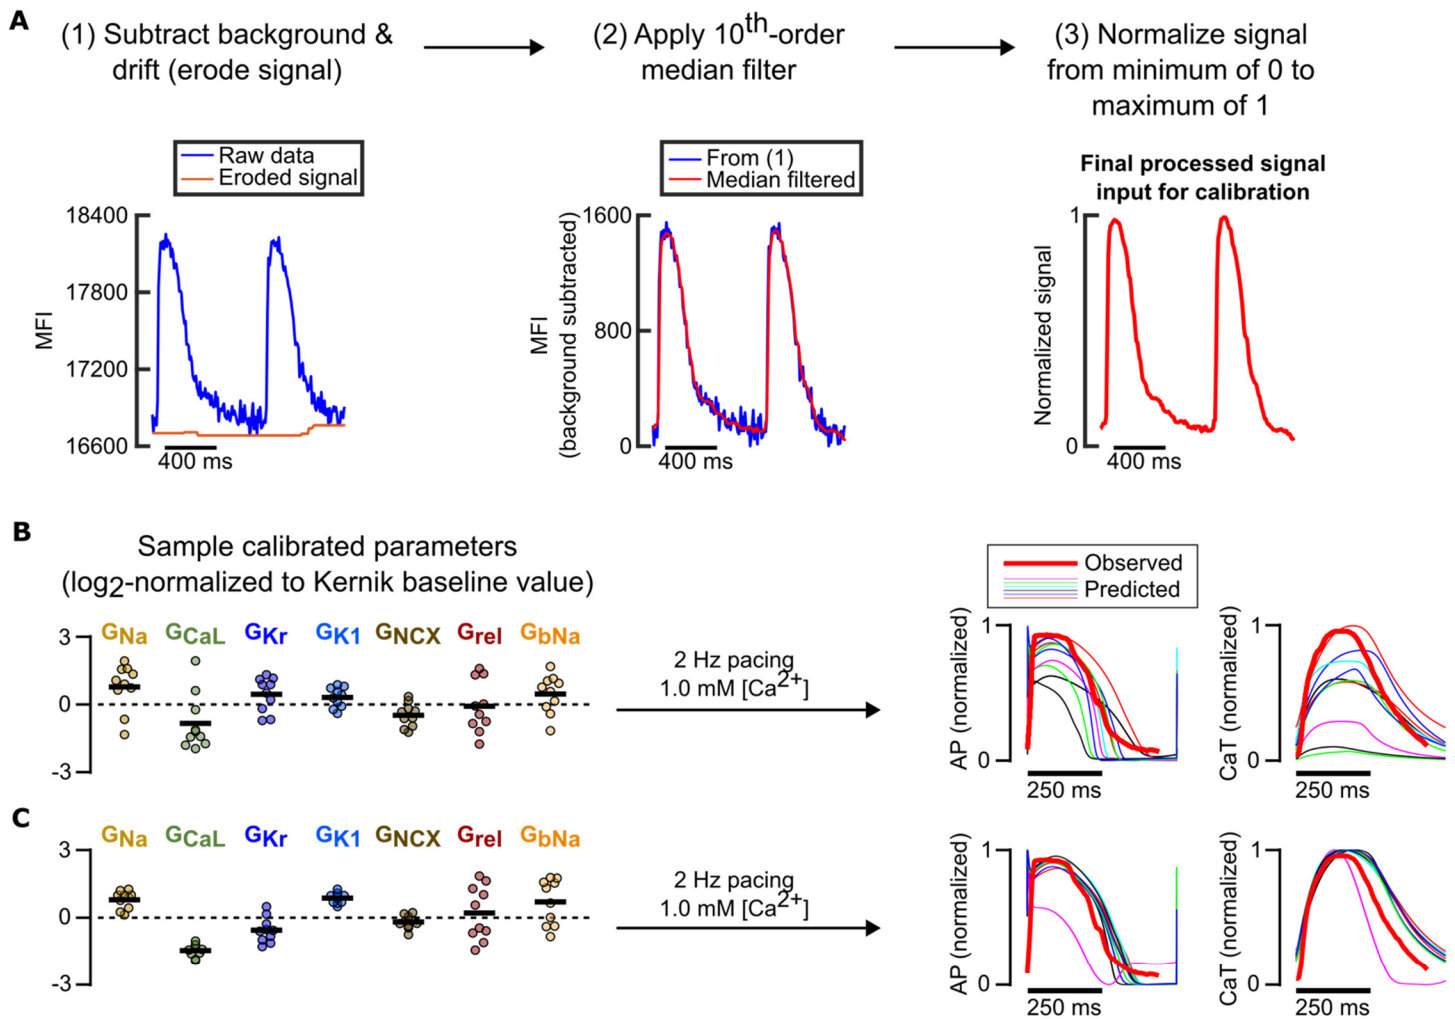 A
(1) Subtract background &
drift (erode signal)
(2) Apply 10th-order
median filter
(3) Normalize signal
from minimum of 0 to
maximum of 1
Raw data
Eroded signal
18400
17800
17200
16600
MFI
400 ms
From (1)
Median filtered
1600
800
0
MFI
(background subtracted)
400 ms
Final processed signal
input for calibration
1
0
Normalized signal
400 ms
B
Sample calibrated parameters
(log2-normalized to Kernik baseline value)
GNa GCaL GKr GK1 GNCX Grel GbNa
3
0
-3
2 Hz pacing
1.0 mM [Ca2+]
Observed
Predicted
1
0
AP (normalized)
250 ms
1
0
CaT (normalized)
250 ms
C
GNa GCaL GKr GK1 GNCX Grel GbNa
3
0
-3
2 Hz pacing
1.0 mM [Ca2+]
1
0
AP (normalized)
250 ms
1
0
CaT (normalized)
250 ms